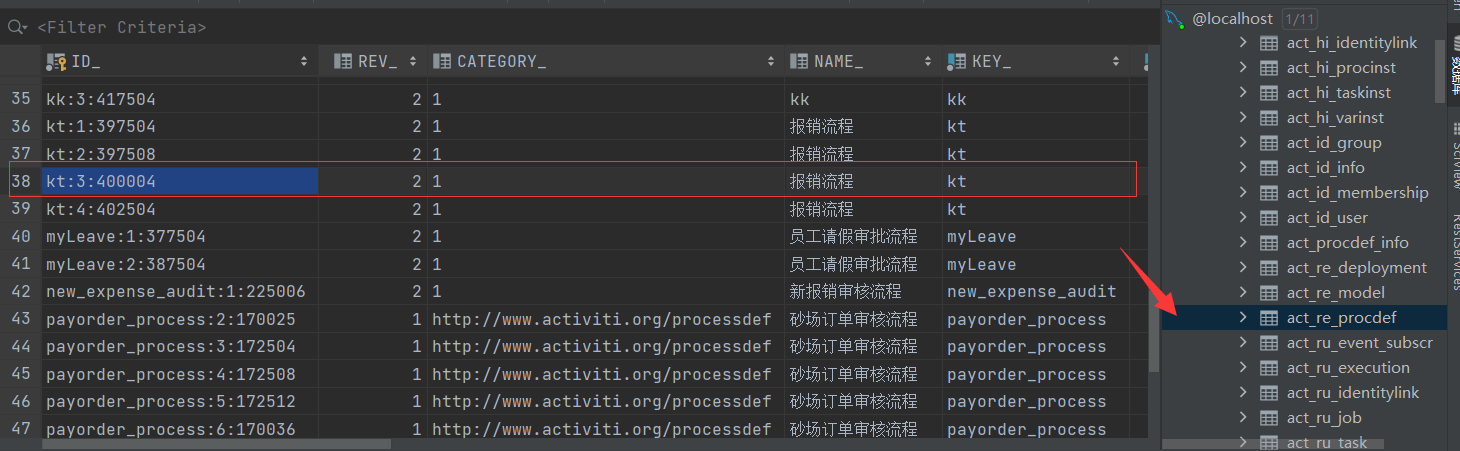 <Filter Criteria>
ID_ REV_ CATEGORY_ NAME_ KEY_
35 kk:3:417504 2 1 kk kk
36 kt:1:397504 2 1 报销流程 kt
37 kt:2:397508 2 1 报销流程 kt
38 kt:3:400004 2 1 报销流程 kt
39 kt:4:402504 2 1 报销流程 kt
40 myLeave:1:377504 2 1 员工请假审批流程 myLeave
41 myLeave:2:387504 2 1 员工请假审批流程 myLeave
42 new_expense_audit:1:225006 2 1 新报销审核流程 new_expense_audit
43 payorder_process:2:170025 1 http://www.activiti.org/processdef 砂场订单审核流程 payorder_process
44 payorder_process:3:172504 1 http://www.activiti.org/processdef 砂场订单审核流程 payorder_process
45 payorder_process:4:172508 1 http://www.activiti.org/processdef 砂场订单审核流程 payorder_process
46 payorder_process:5:172512 1 http://www.activiti.org/processdef 砂场订单审核流程 payorder_process
47 payorder_process:6:170036 1 http://www.activiti.org/processdef 砂场订单审核流程 payorder_process
@localhost 1/11
act_hi_identitylink
act_hi_procinst
act_hi_taskinst
act_hi_varinst
act_id_group
act_id_info
act_id_membership
act_id_user
act_procdef_info
act_re_deployment
act_re_model
act_re_procdef
act_ru_event_subscr
act_ru_execution
act_ru_identitylink
act_ru_job
act_ru_task
数据库
SciView
RestServices